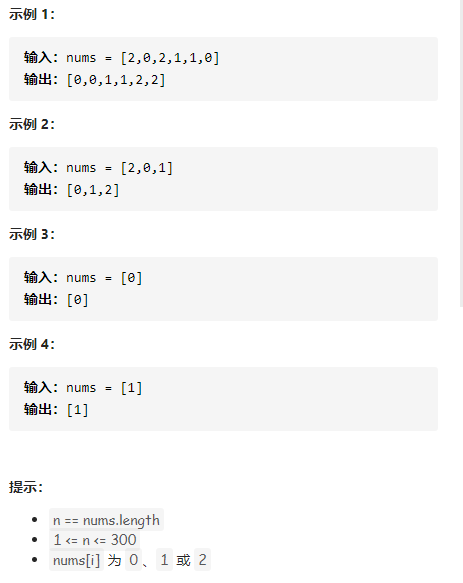 示例 1：
输入：nums = [2,0,2,1,1,0]
输出：[0,0,1,1,2,2]
示例 2：
输入：nums = [2,0,1]
输出：[0,1,2]
示例 3：
输入：nums = [0]
输出：[0]
示例 4：
输入：nums = [1]
输出：[1]
提示：
• n == nums.length
• 1 <= n <= 300
• nums[i] 为 0、1 或 2